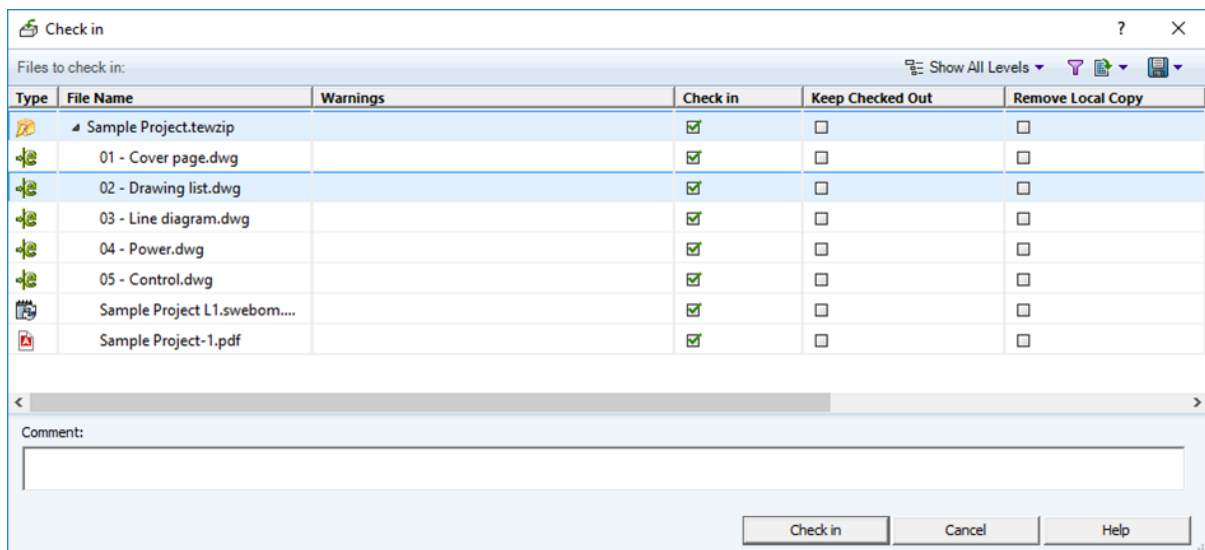 Check in ?
Files to check in: Show All Levels
Type File Name Warnings Check in Keep Checked Out Remove Local Copy
Sample Project.tewzip
01 - Cover page.dwg
02 - Drawing list.dwg
03 - Line diagram.dwg
04 - Power.dwg
05 - Control.dwg
Sample Project L1.swebom....
Sample Project-1.pdf
Comment:
Check in Cancel Help